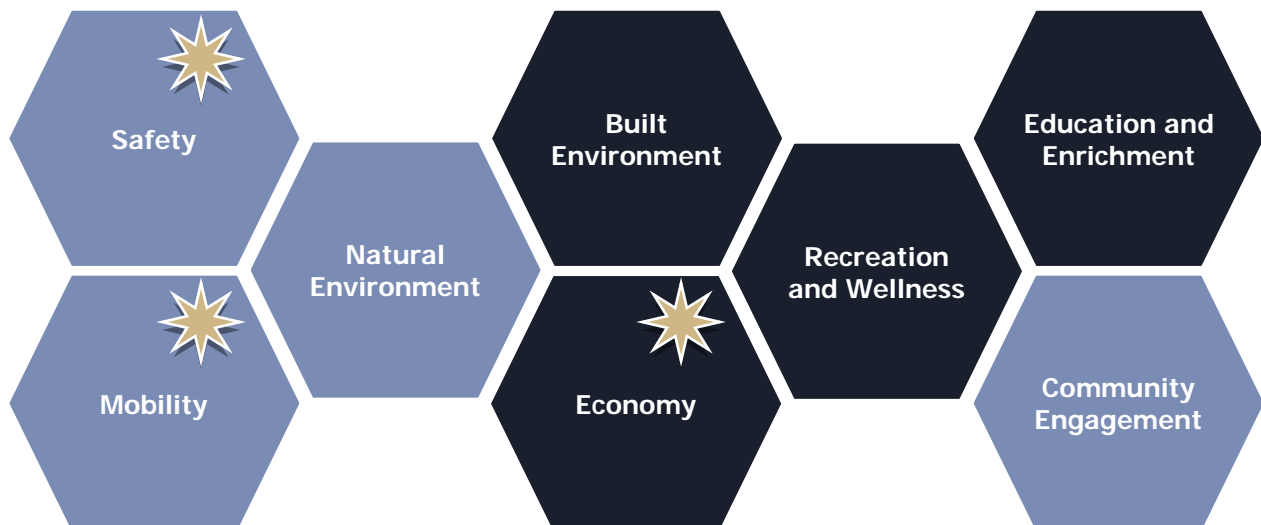 Safety
Mobility
Natural
Environment
Built
Environment
Economy
Recreation
and Wellness
Education and
Enrichment
Community
Engagement